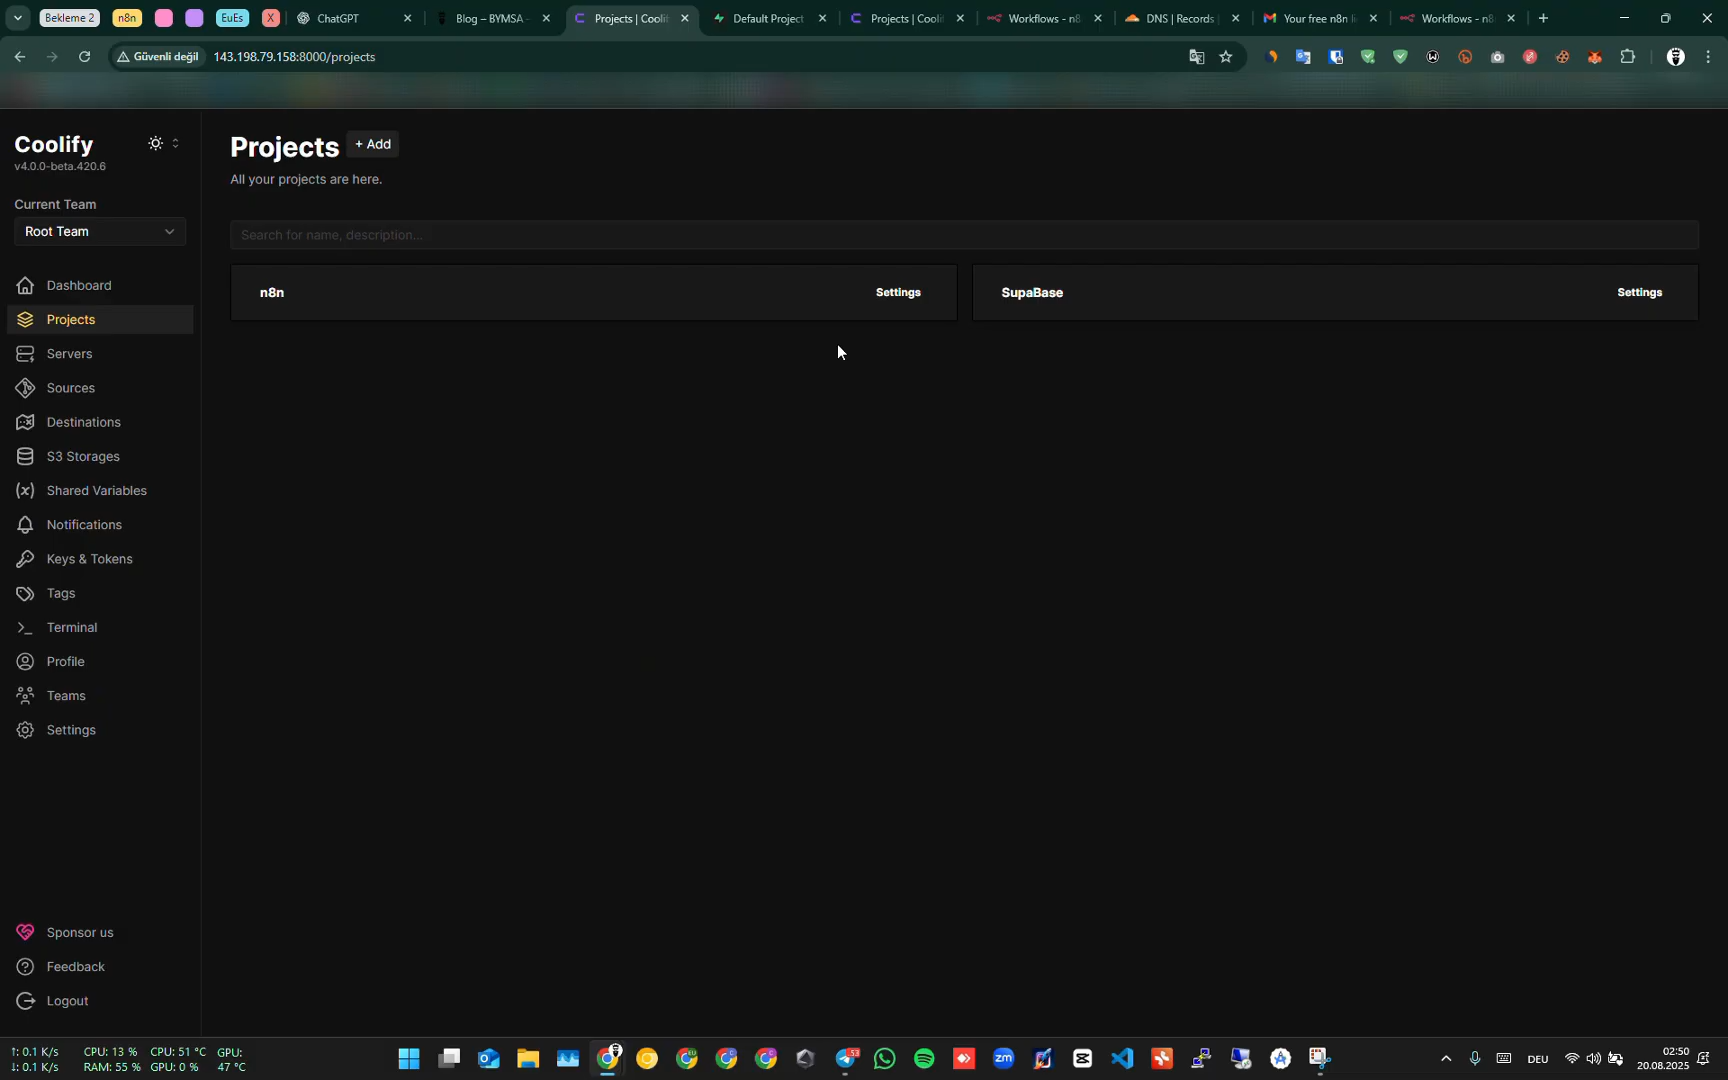 Bekleme 2
n8n
EuEs
X
ChatGPT
Blog – BYMSA -
Projects | Cooli
Default Project
Projects | Cooli
Workflows - n8
DNS | Records
Your free n8n li
Workflows - n8
Güvenli değil
143.198.79.158:8000/projects
Coolify
v4.0.0-beta.420.6
Current Team
Root Team
Dashboard
Projects
Servers
Sources
Destinations
S3 Storages
Shared Variables
Notifications
Keys & Tokens
Tags
Terminal
Profile
Teams
Settings
Sponsor us
Feedback
Logout
Projects
+ Add
All your projects are here.
Search for name, description...
n8n
Settings
SupaBase
Settings
↑: 0.1 K/s
↓: 0.1 K/s
CPU: 13 %
RAM: 55 %
CPU: 51 °C
GPU: 0 %
GPU:
47 °C
zm
DEU
02:50
20.08.2025